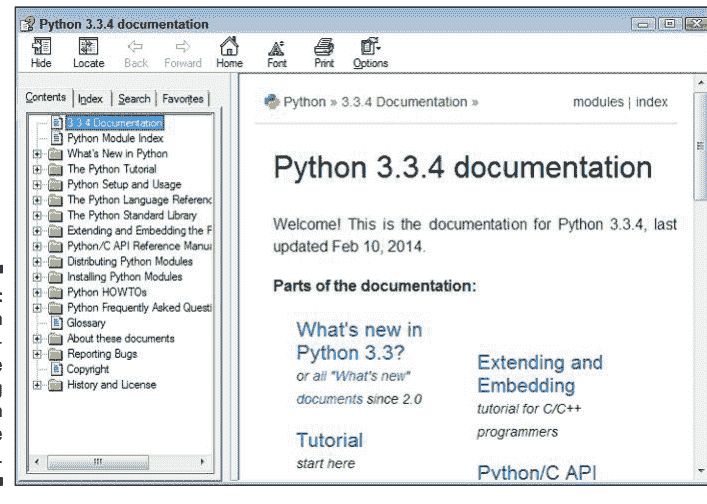 Python 3.3.4 documentation
Hide Locate Back Forward Home Font Print Options
Contents Index Search Favorites
3.3.4 Documentation
Python Module Index
What's New in Python
The Python Tutorial
Python Setup and Usage
The Python Language Referenc
The Python Standard Library
Extending and Embedding the P
Python/C API Reference Manua
Distributing Python Modules
Installing Python Modules
Python HOWTOs
Python Frequently Asked Questi
Glossary
About these documents
Reporting Bugs
Copyright
History and License
Python » 3.3.4 Documentation » modules | index
Python 3.3.4 documentation
Welcome! This is the documentation for Python 3.3.4, last
updated Feb 10, 2014.
Parts of the documentation:
What's new in
Python 3.3?
or all "What's new"
documents since 2.0
Tutorial
start here
Extending and
Embedding
tutorial for C/C++
programmers
Python/C API